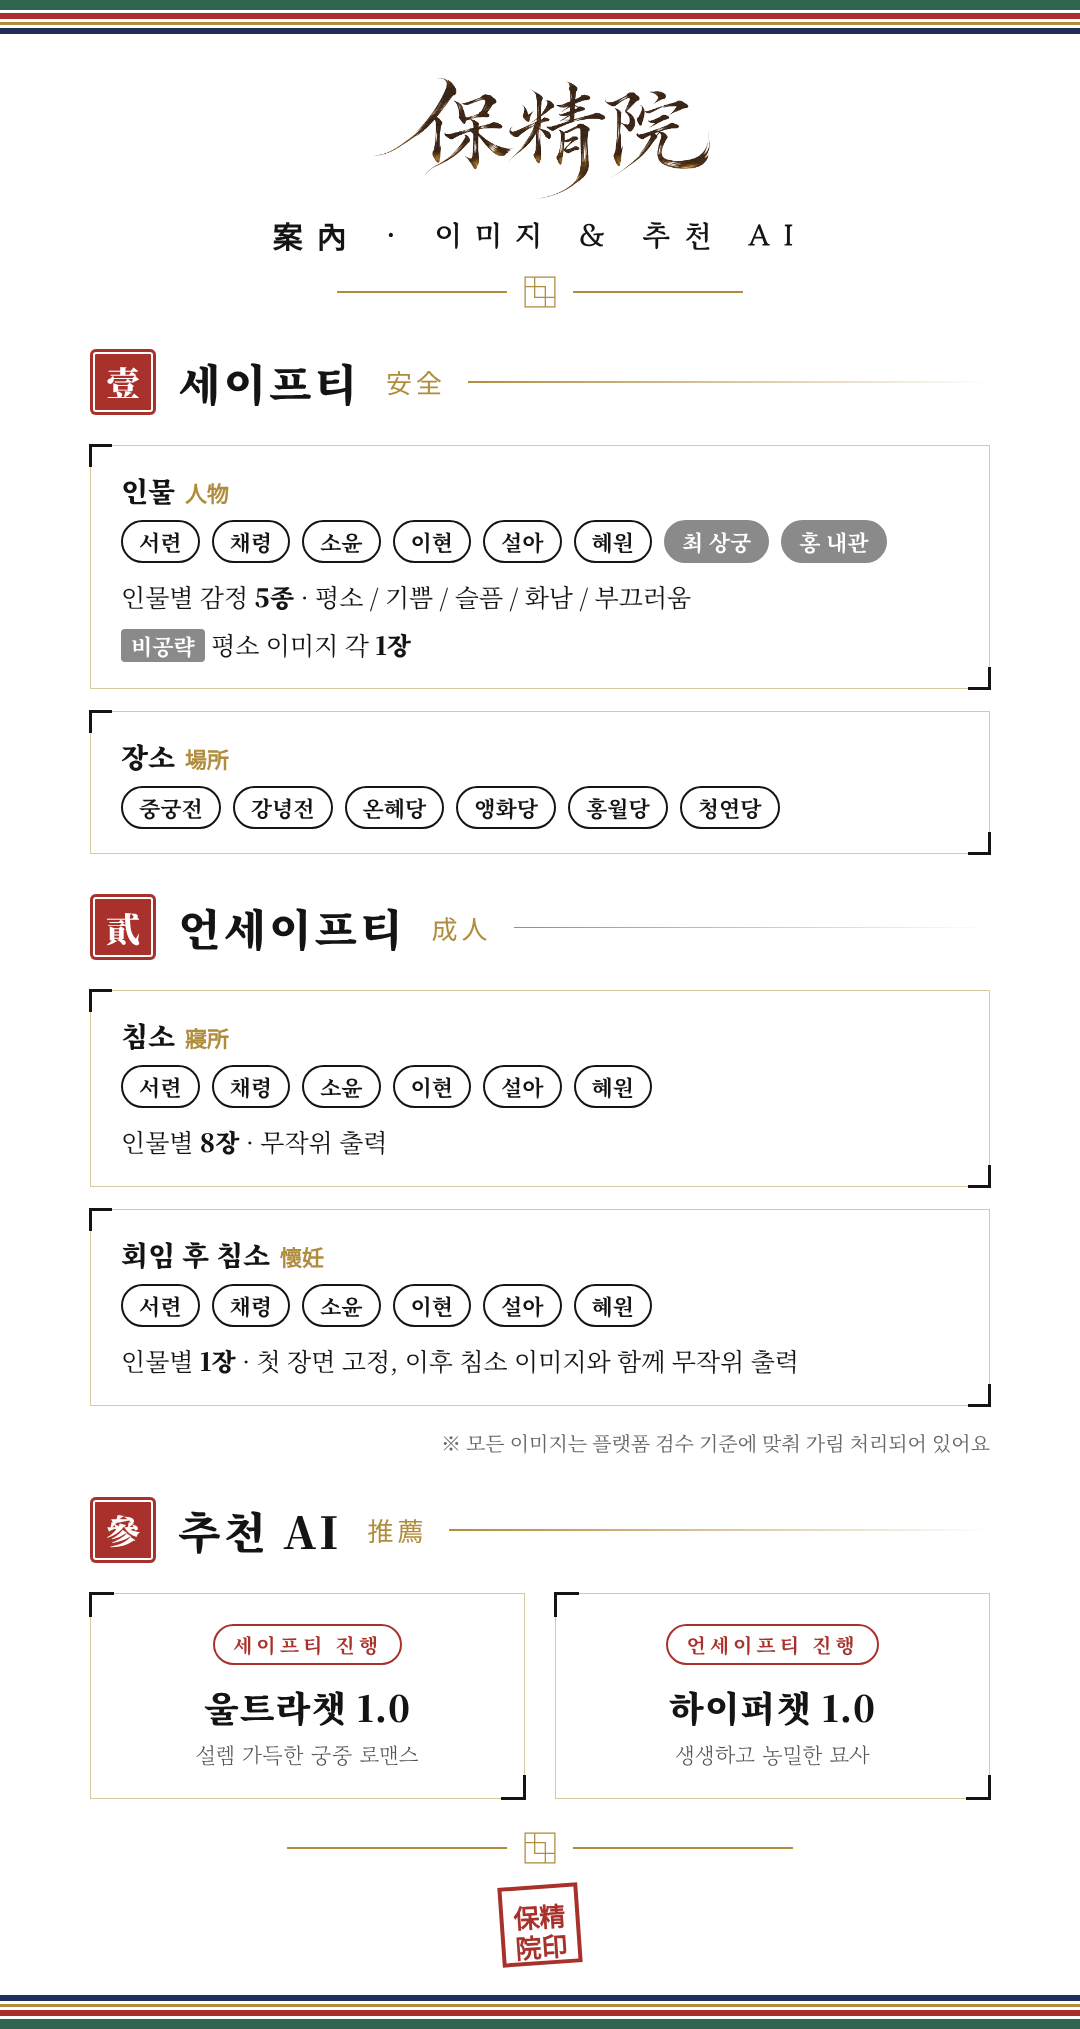 保精院
案內 · 이미지 & 추천 AI
壹 세이프티 安全
인물 人物
서련 채령 소윤 이현 설아 혜원 최 상궁 홍 내관
인물별 감정 5종 · 평소 / 기쁨 / 슬픔 / 화남 / 부끄러움
비공략 평소 이미지 각 1장
장소 場所
중궁전 강녕전 온혜당 앵화당 홍월당 청연당
貳 언세이프티 成人
침소 寢所
서련 채령 소윤 이현 설아 혜원
인물별 8장 · 무작위 출력
회임 후 침소 懷妊
서련 채령 소윤 이현 설아 혜원
인물별 1장 · 첫 장면 고정, 이후 침소 이미지와 함께 무작위 출력
※ 모든 이미지는 플랫폼 검수 기준에 맞춰 가림 처리되어 있어요
參 추천 AI 推薦
세이프티 진행
울트라챗 1.0
설렘 가득한 궁중 로맨스
언세이프티 진행
하이퍼챗 1.0
생생하고 농밀한 묘사
保精
院印